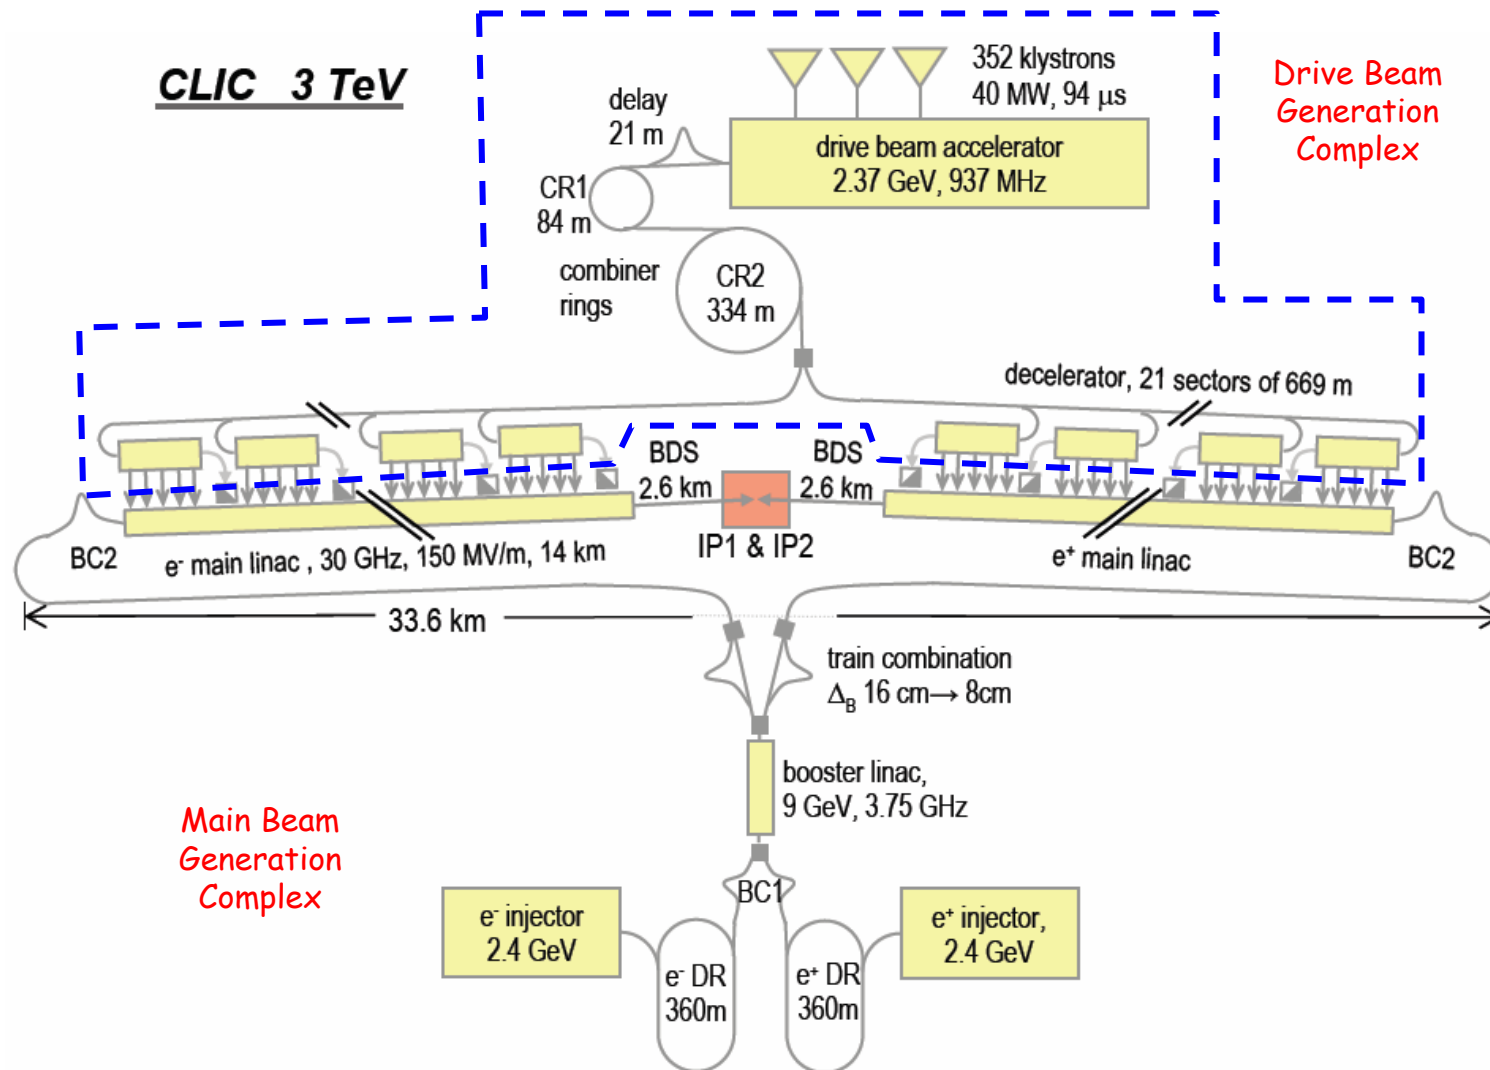 CLIC 3 TeV
352 klystrons
40 MW, 94 μs
Drive Beam
Generation
Complex
delay
21 m
drive beam accelerator
2.37 GeV, 937 MHz
CR1
84 m
combiner
rings
CR2
334 m
decelerator, 21 sectors of 669 m
BDS
2.6 km
BDS
2.6 km
IP1 & IP2
BC2
e⁻ main linac , 30 GHz, 150 MV/m, 14 km
e⁺ main linac
BC2
33.6 km
train combination
Δ_B 16 cm→ 8cm
booster linac,
9 GeV, 3.75 GHz
Main Beam
Generation
Complex
BC1
e⁻ injector
2.4 GeV
e⁺ injector,
2.4 GeV
e⁻ DR
360m
e⁺ DR
360m